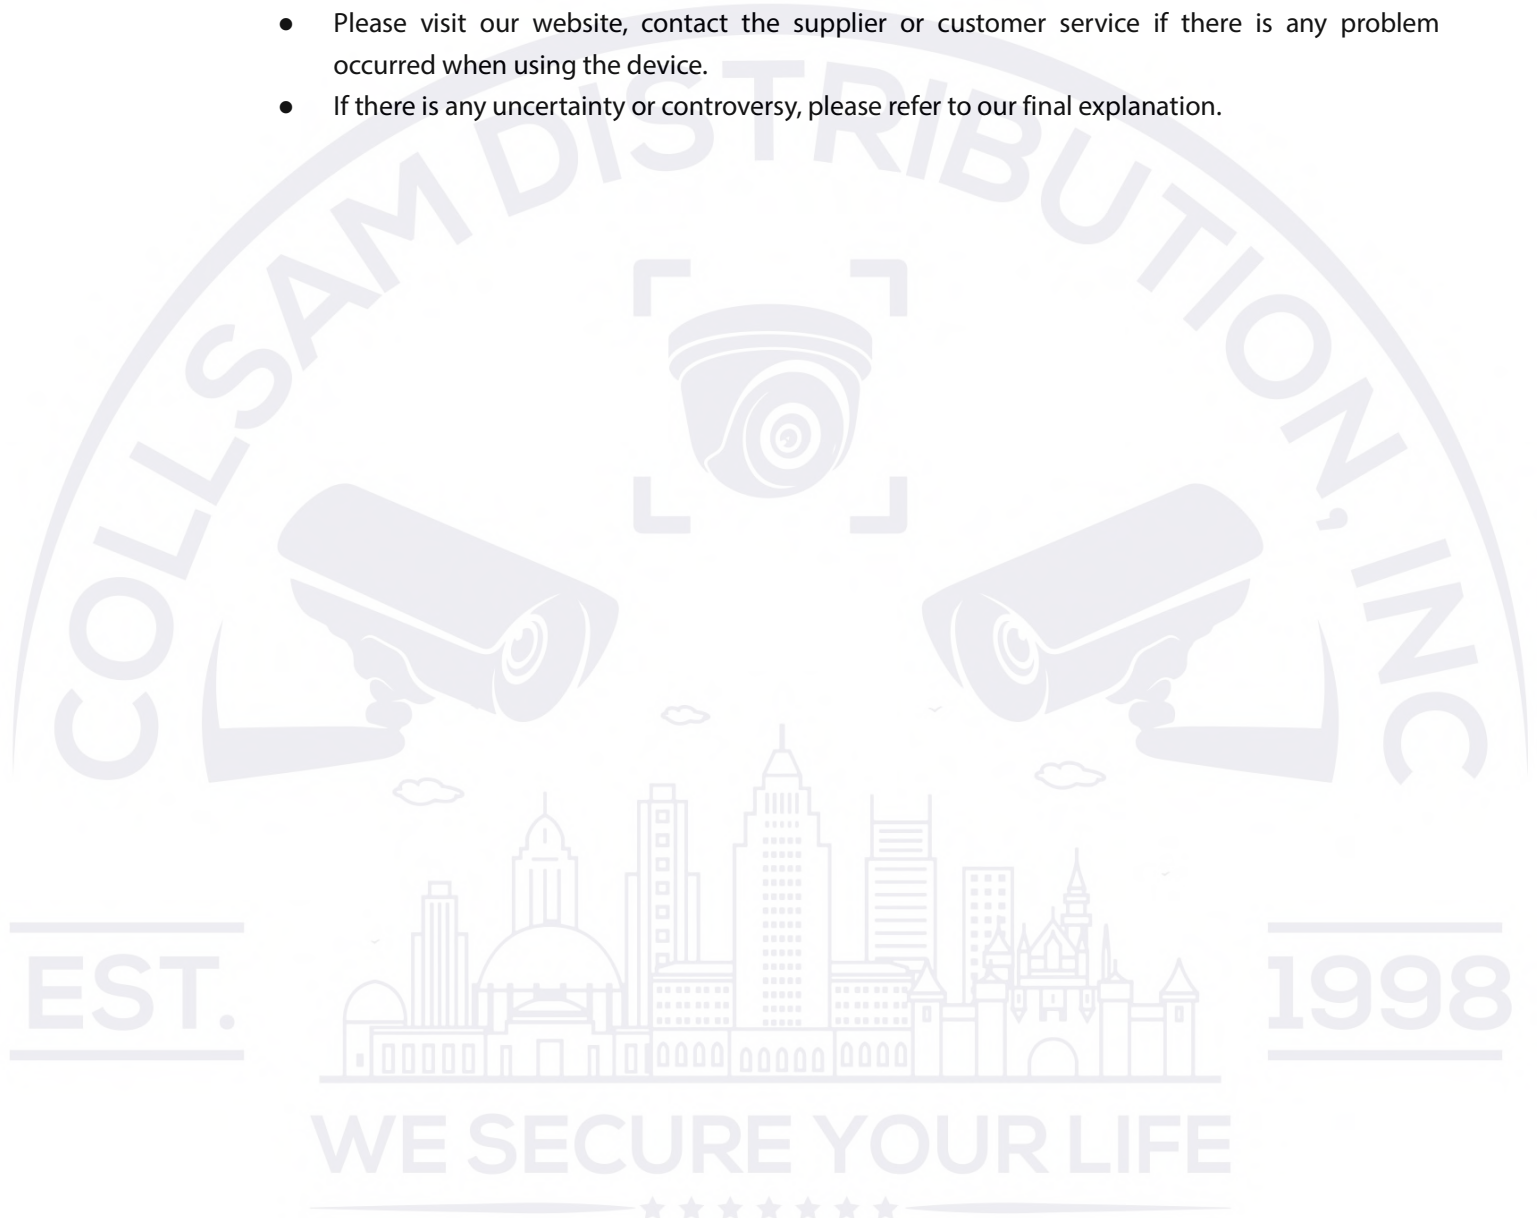 ● Please visit our website, contact the supplier or customer service if there is any problem
occurred when using the device.
● If there is any uncertainty or controversy, please refer to our final explanation.
COLLSAM DISTRIBUTION, INC
EST.
1998
WE SECURE YOUR LIFE